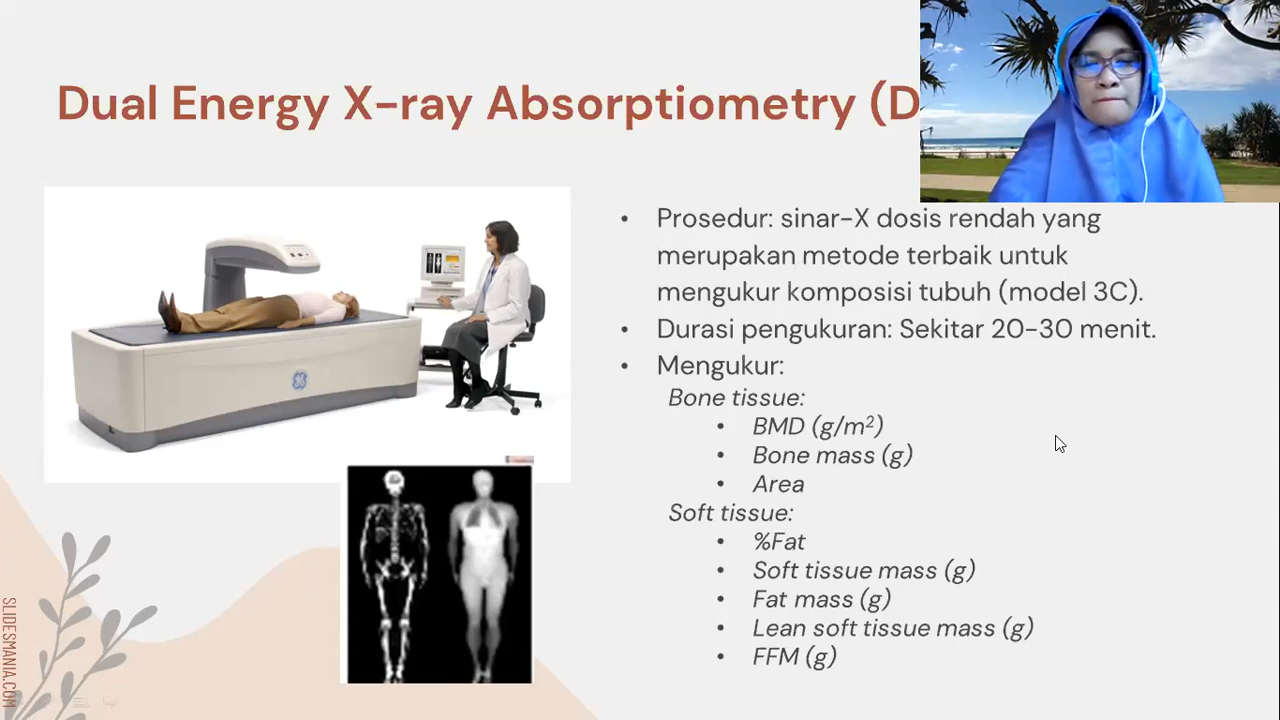 Dual Energy X-ray Absorptiometry (D
• Prosedur: sinar-X dosis rendah yang
merupakan metode terbaik untuk
mengukur komposisi tubuh (model 3C).
• Durasi pengukuran: Sekitar 20-30 menit.
• Mengukur:
Bone tissue:
• BMD (g/m²)
• Bone mass (g)
• Area
Soft tissue:
• %Fat
• Soft tissue mass (g)
• Fat mass (g)
• Lean soft tissue mass (g)
• FFM (g)
SLIDESMANIA.COM